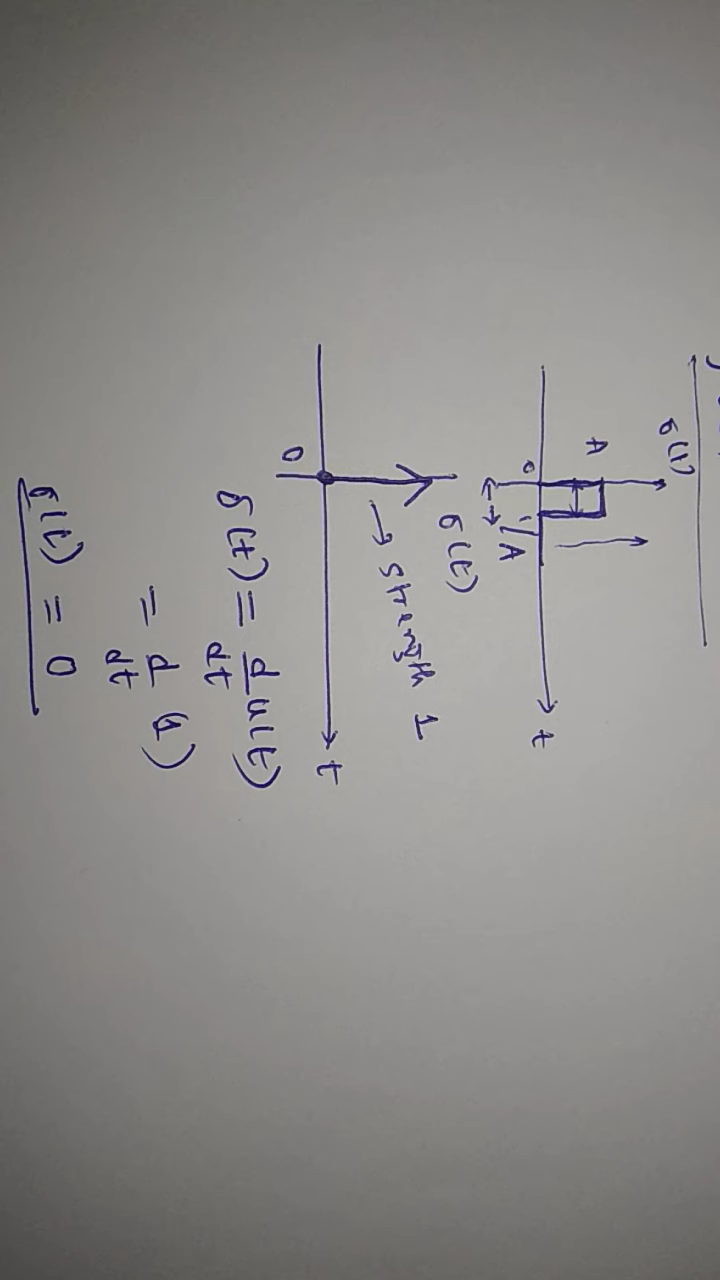 δ(t)
A
0
1/A
t
δ(t)
→ strength 1
0
t
δ(t) = d/dt u(t)
= d/dt (1)
δ(t) = 0